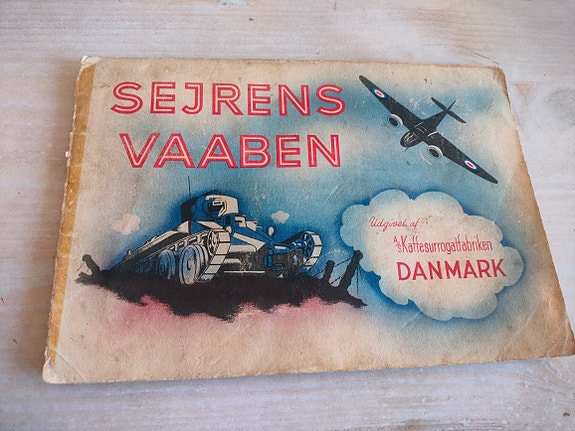 SEJRENS
VAABEN
Udgivet af
A/S Kaffesurrogatfabriken
DANMARK